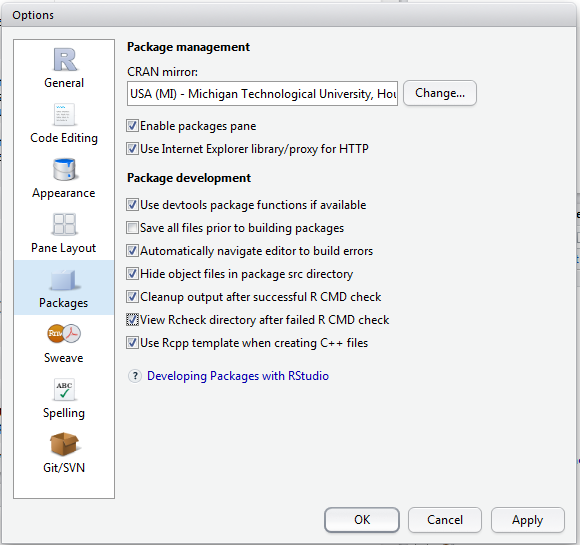 Options
General
Code Editing
Appearance
Pane Layout
Packages
Rnw
Sweave
ABC
Spelling
Git/SVN
Package management
CRAN mirror:
USA (MI) - Michigan Technological University, Hou
Change...
Enable packages pane
Use Internet Explorer library/proxy for HTTP
Package development
Use devtools package functions if available
Save all files prior to building packages
Automatically navigate editor to build errors
Hide object files in package src directory
Cleanup output after successful R CMD check
View Rcheck directory after failed R CMD check
Use Rcpp template when creating C++ files
? Developing Packages with RStudio
OK Cancel Apply